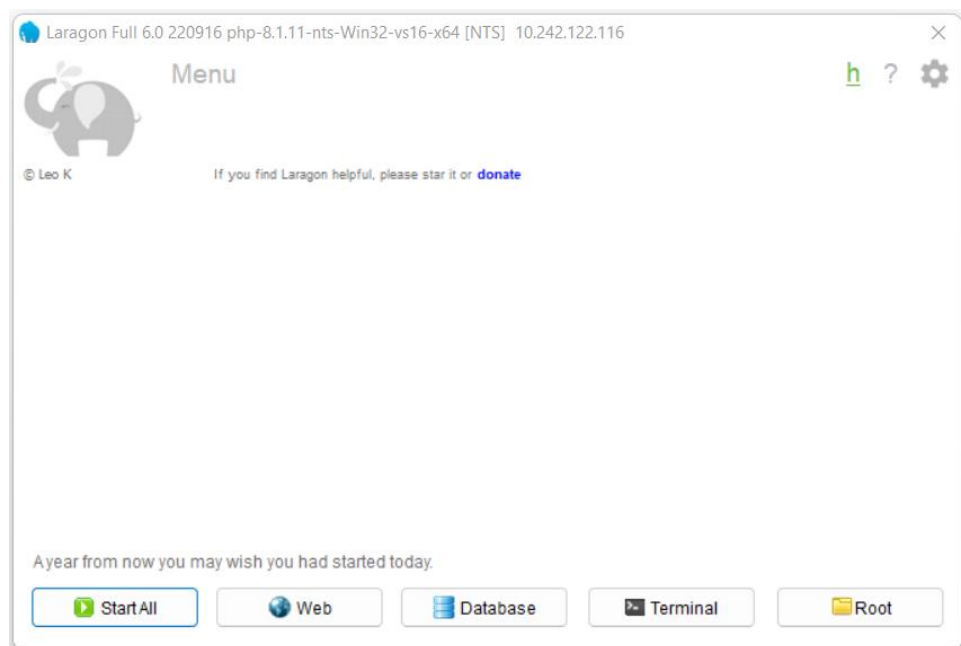 Laragon Full 6.0 220916 php-8.1.11-nts-Win32-vs16-x64 [NTS] 10.242.122.116
Menu
h ?
© Leo K
If you find Laragon helpful, please star it or donate
A year from now you may wish you had started today.
Start All
Web
Database
Terminal
Root